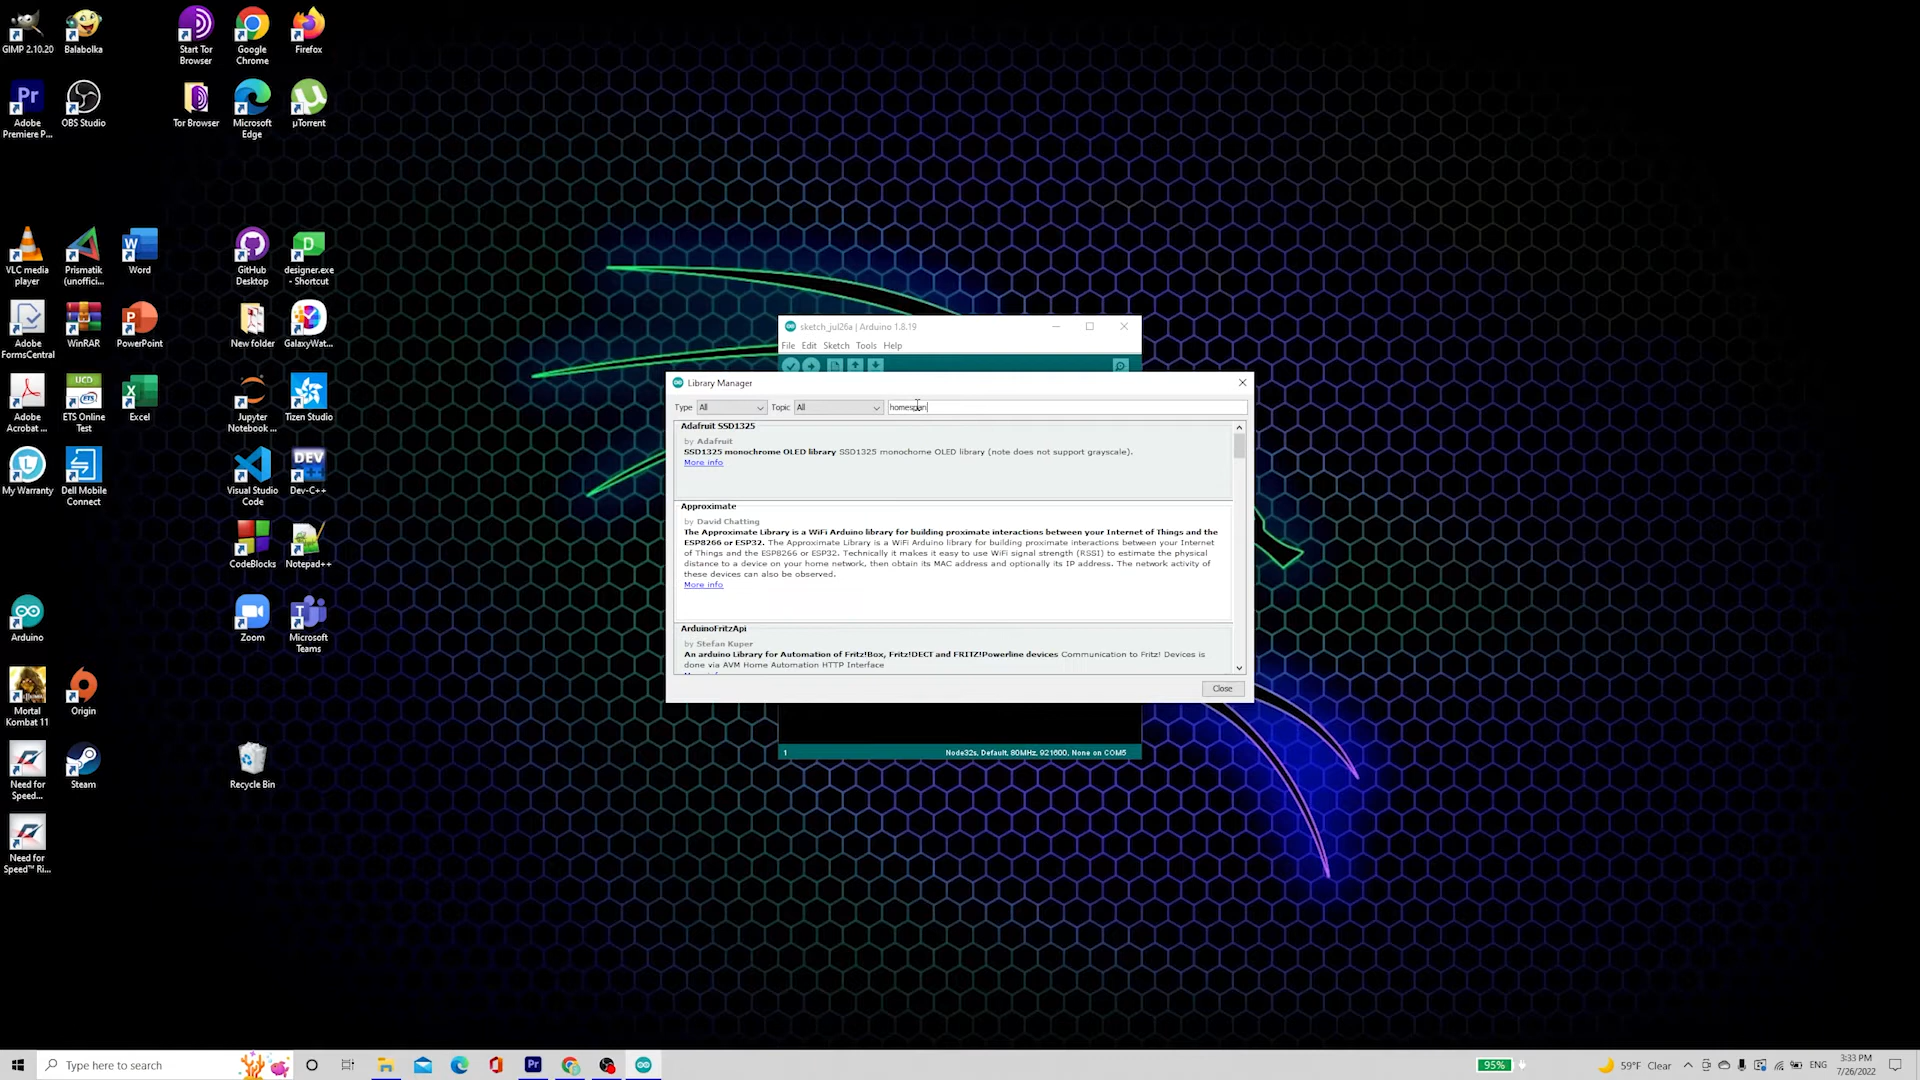 GIMP 2.10.20
Balabolka
Start Tor
Browser
Google
Chrome
Firefox
Pr
Adobe
Premiere P...
OBS Studio
Tor Browser
Microsoft
Edge
µTorrent
VLC media
player
Prismatik
(unoffici...
W
Word
GitHub
Desktop
D
designer.exe
- Shortcut
Adobe
FormsCentral
WinRAR
P
PowerPoint
New folder
GalaxyWat...
Adobe
Acrobat ...
UCD
ETS
ETS Online
Test
X
Excel
Jupyter
Notebook ...
Tizen Studio
L
My Warranty
Dell Mobile
Connect
Visual Studio
Code
DEV
Dev-C++
CodeBlocks
Notepad++
Arduino
Zoom
T
Microsoft
Teams
Mortal
Kombat 11
Origin
Need for
Speed...
Steam
Recycle Bin
Need for
Speed™ Ri...
sketch_jul26a | Arduino 1.8.19
File Edit Sketch Tools Help
Library Manager
Type All Topic All homespan
Adafruit SSD1325
by Adafruit
SSD1325 monochrome OLED library SSD1325 monochome OLED library (note does not support grayscale).
More info
Approximate
by David Chatting
The Approximate Library is a WiFi Arduino library for building proximate interactions between your Internet of Things and the
ESP8266 or ESP32. The Approximate Library is a WiFi Arduino library for building proximate interactions between your Internet
of Things and the ESP8266 or ESP32. Technically it makes it easy to use WiFi signal strength (RSSI) to estimate the physical
distance to a device on your home network, then obtain its MAC address and optionally its IP address. The network activity of
these devices can also be observed.
More info
ArduinoFritzApi
by Stefan Kuper
An arduino Library for Automation of Fritz!Box, Fritz!DECT and FRITZ!Powerline devices Communication to Fritz! Devices is
done via AVM Home Automation HTTP Interface
Close
1
Node32s, Default, 80MHz, 921600, None on COM5
Type here to search
Pr
95%
59°F Clear
ENG
3:33 PM
7/26/2022